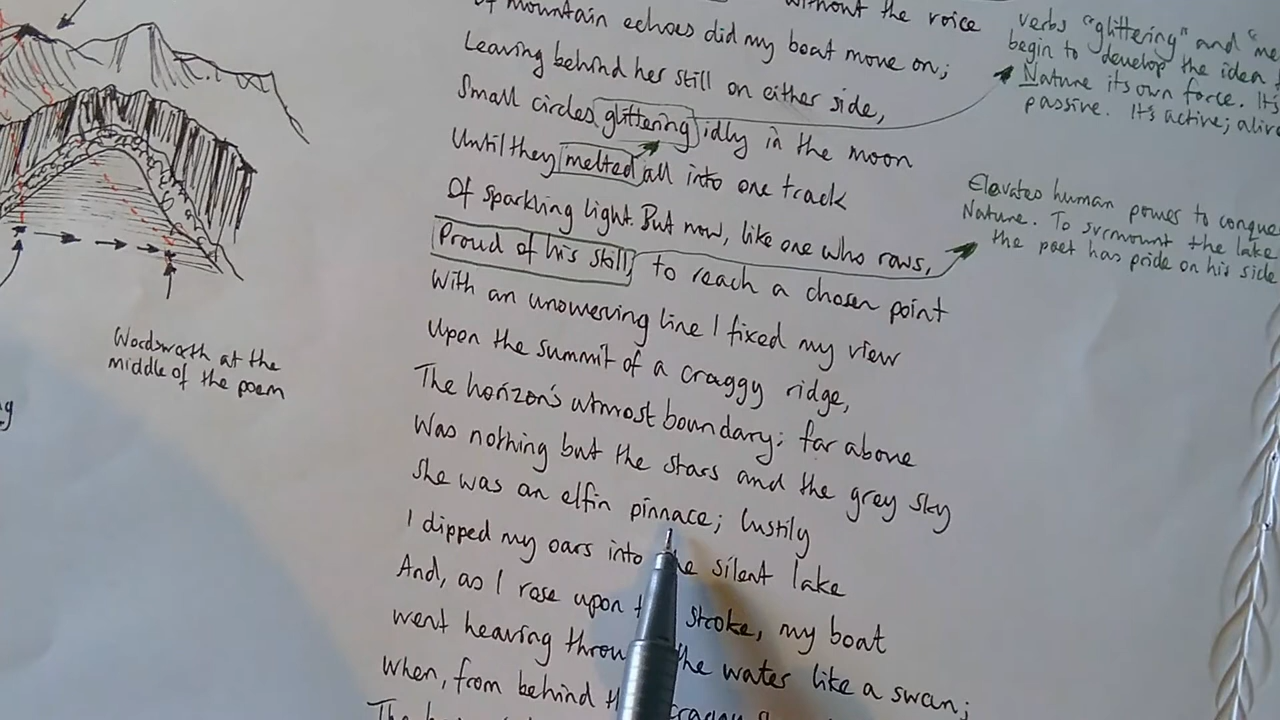 without the voice
Of mountain echoes did my boat move on;
Leaving behind her still on either side,
Small circles glittering idly in the moon
Until they melted all into one track
Of sparkling light. But now, like one who rows,
Proud of his skill, to reach a chosen point
With an unswerving line I fixed my view
Upon the summit of a craggy ridge,
The horizon's utmost boundary; far above
Was nothing but the stars and the grey sky
She was an elfin pinnace; lustily
I dipped my oars into the silent lake
And, as I rose upon the stroke, my boat
went heaving through the water like a swan;
When, from behind craggy
verbs "glittering" and
begin to develop the idea
Nature its own force. It's
passive. It's active; alive
Elevates human power to
Nature. To surmount the lake
the poet has pride on his side
Wordsworth at the
middle of the poem